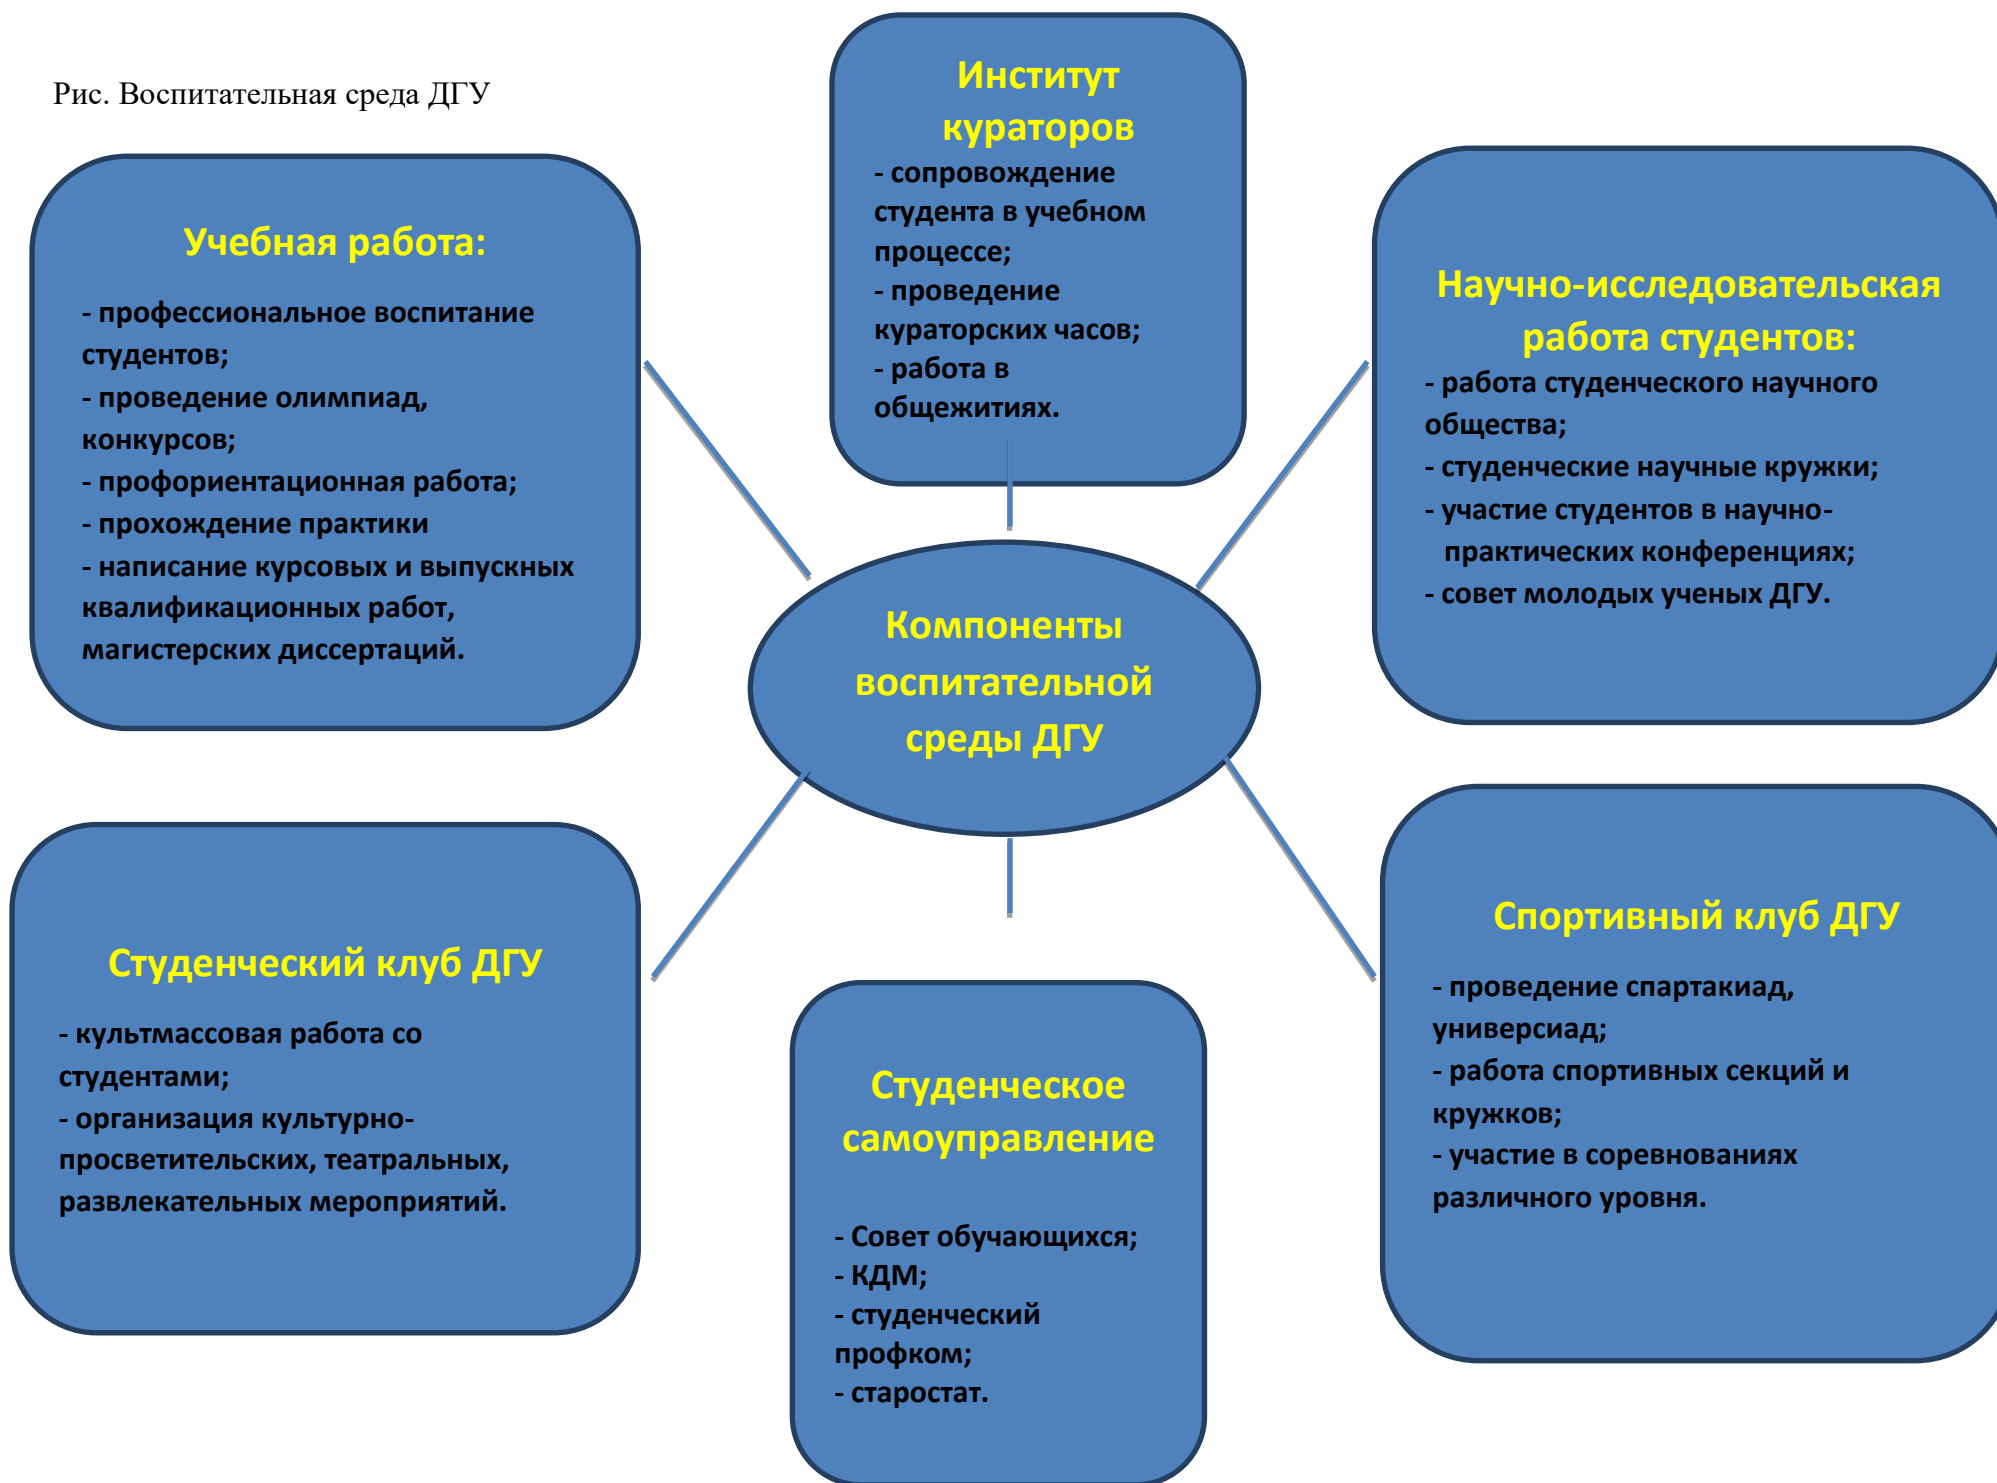 Рис. Воспитательная среда ДГУ
Институт
кураторов
- сопровождение
студента в учебном
процессе;
- проведение
кураторских часов;
- работа в
общежитиях.
Учебная работа:
- профессиональное воспитание
студентов;
- проведение олимпиад,
конкурсов;
- профориентационная работа;
- прохождение практики
- написание курсовых и выпускных
квалификационных работ,
магистерских диссертаций.
Научно-исследовательская
работа студентов:
- работа студенческого научного
общества;
- студенческие научные кружки;
- участие студентов в научно-
практических конференциях;
- совет молодых ученых ДГУ.
Компоненты
воспитательной
среды ДГУ
Студенческий клуб ДГУ
- культмассовая работа со
студентами;
- организация культурно-
просветительских, театральных,
развлекательных мероприятий.
Студенческое
самоуправление
- Совет обучающихся;
- КДМ;
- студенческий
профком;
- старостат.
Спортивный клуб ДГУ
- проведение спартакиад,
универсиад;
- работа спортивных секций и
кружков;
- участие в соревнованиях
различного уровня.